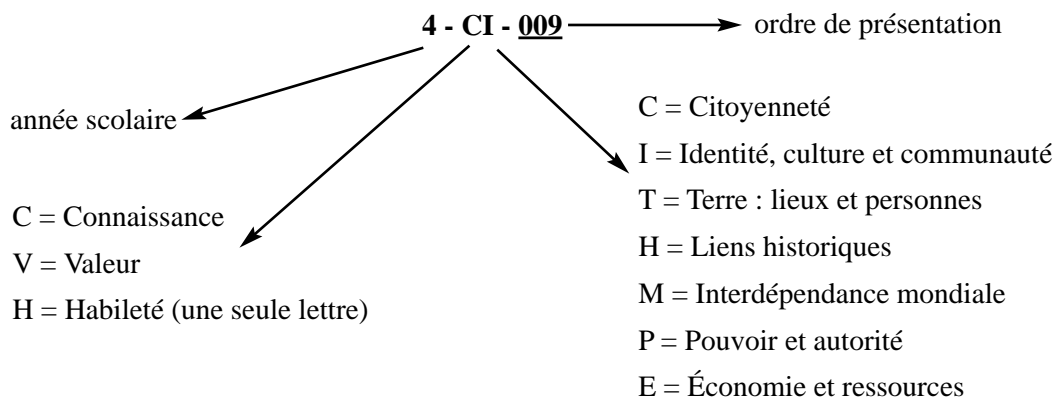 4 - CI - 009
ordre de présentation
année scolaire
C = Connaissance
V = Valeur
H = Habileté (une seule lettre)
C = Citoyenneté
I = Identité, culture et communauté
T = Terre : lieux et personnes
H = Liens historiques
M = Interdépendance mondiale
P = Pouvoir et autorité
E = Économie et ressources